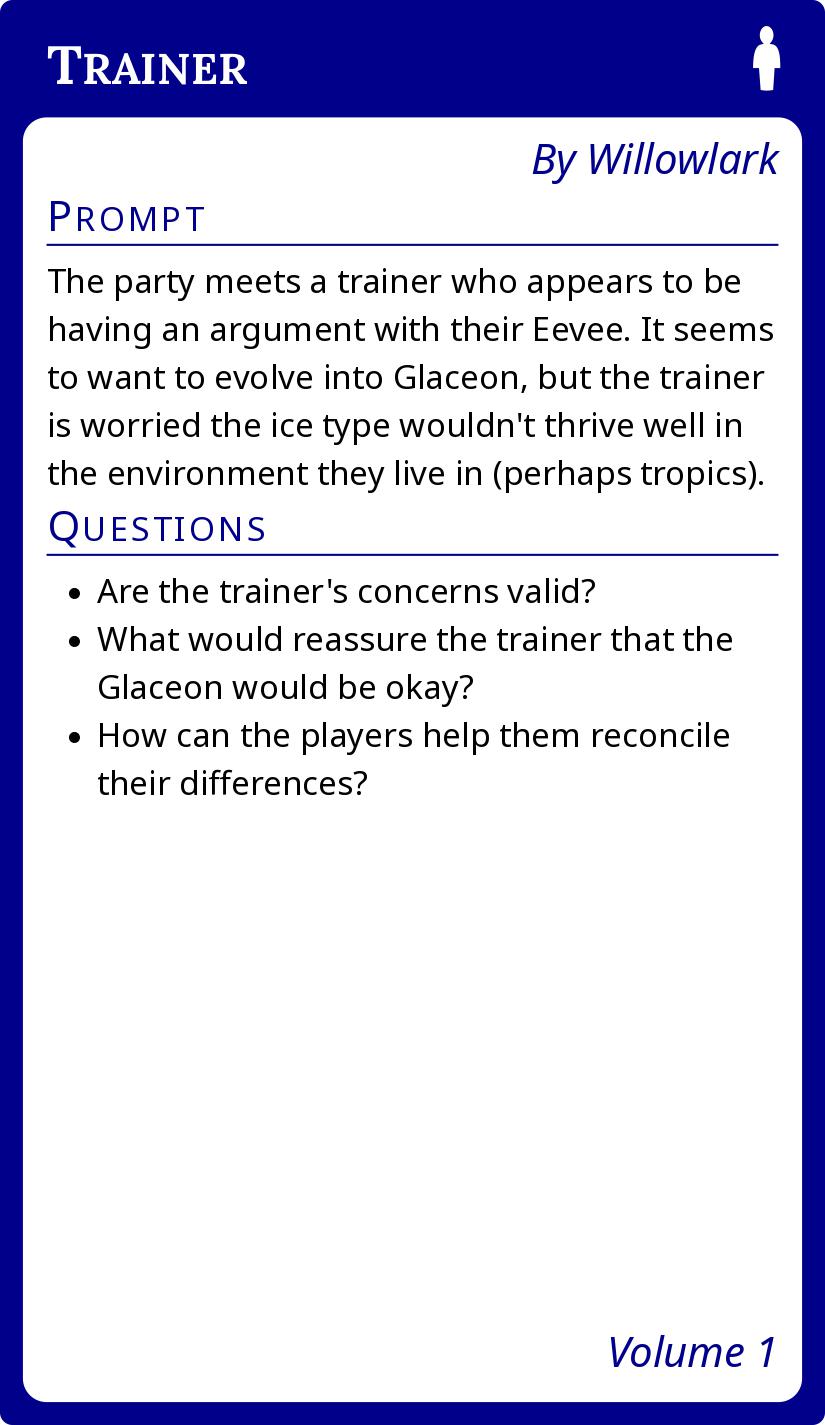 Trainer
By Willowlark
Prompt
The party meets a trainer who appears to be
having an argument with their Eevee. It seems
to want to evolve into Glaceon, but the trainer
is worried the ice type wouldn't thrive well in
the environment they live in (perhaps tropics).
Questions
• Are the trainer's concerns valid?
• What would reassure the trainer that the
Glaceon would be okay?
• How can the players help them reconcile
their differences?
Volume 1